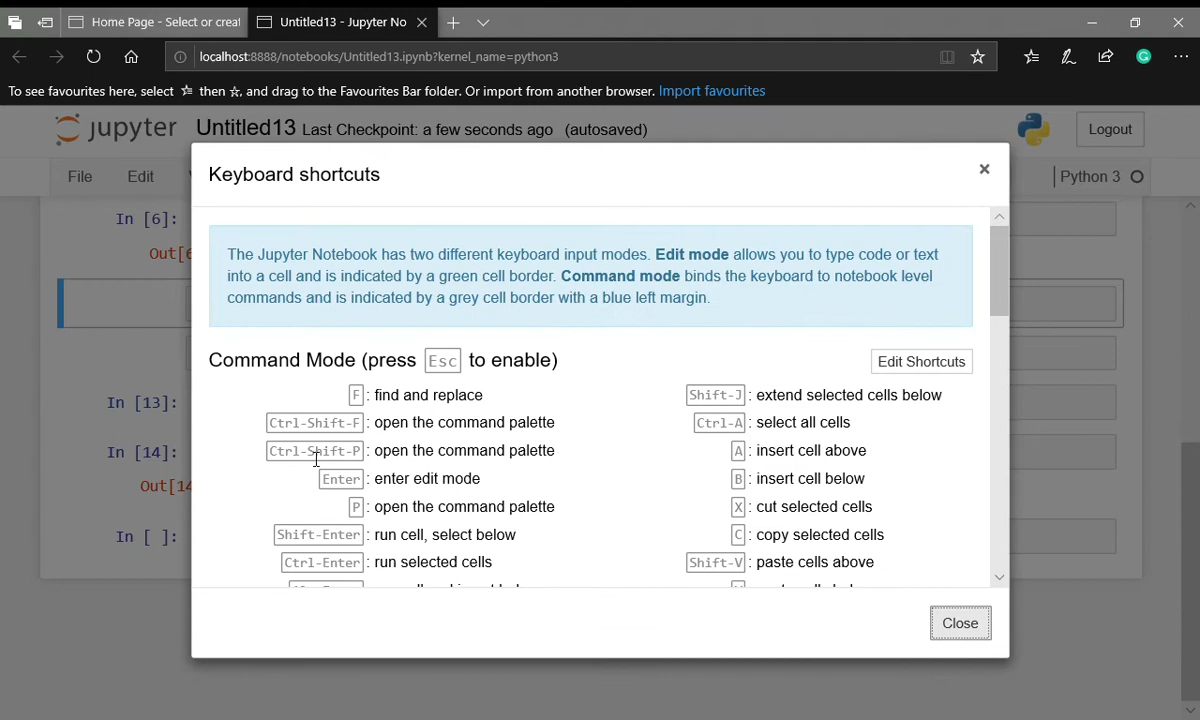 Home Page - Select or creat
Untitled13 - Jupyter No
localhost:8888/notebooks/Untitled13.ipynb?kernel_name=python3
To see favourites here, select then , and drag to the Favourites Bar folder. Or import from another browser. Import favourites
jupyter Untitled13 Last Checkpoint: a few seconds ago (autosaved)
Logout
File Edit
Python 3
Keyboard shortcuts
In [6]:
Out[6
In [13]:
In [14]:
Out[14
In [ ]:
The Jupyter Notebook has two different keyboard input modes. Edit mode allows you to type code or text
into a cell and is indicated by a green cell border. Command mode binds the keyboard to notebook level
commands and is indicated by a grey cell border with a blue left margin.
Command Mode (press Esc to enable)
Edit Shortcuts
F : find and replace
Ctrl-Shift-F : open the command palette
Ctrl-Shift-P : open the command palette
Enter : enter edit mode
P : open the command palette
Shift-Enter : run cell, select below
Ctrl-Enter : run selected cells
Shift-J : extend selected cells below
Ctrl-A : select all cells
A : insert cell above
B : insert cell below
X : cut selected cells
C : copy selected cells
Shift-V : paste cells above
Close